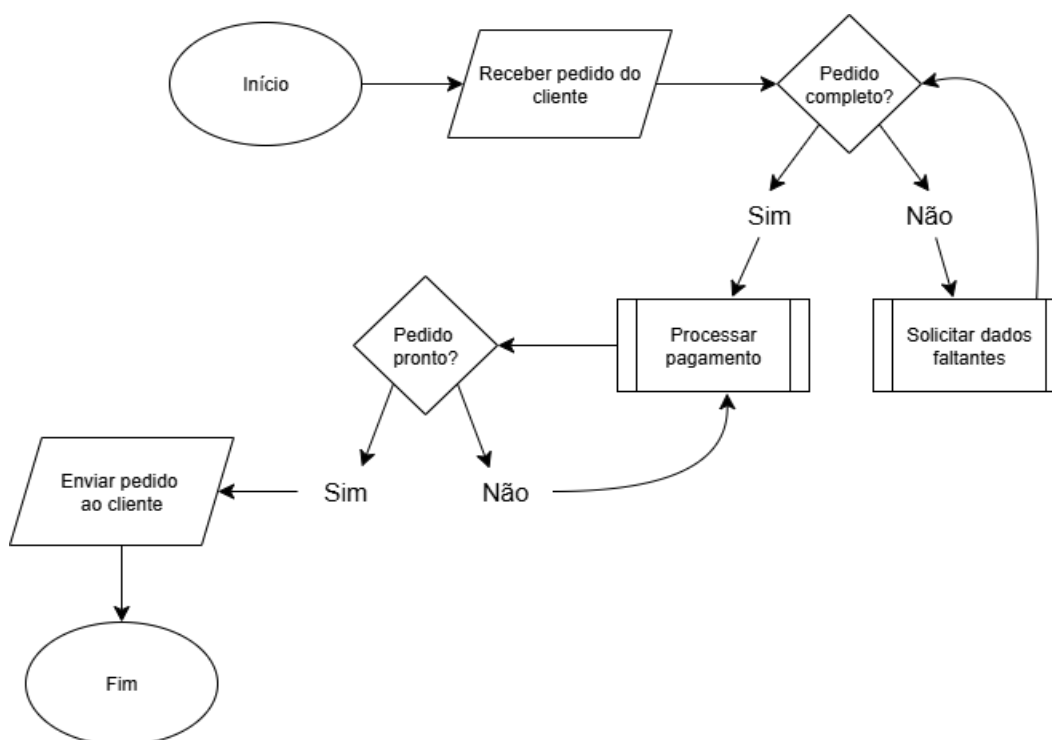 Início
Receber pedido do
cliente
Pedido
completo?
Sim
Não
Pedido
pronto?
Processar
pagamento
Solicitar dados
faltantes
Enviar pedido
ao cliente
Sim
Não
Fim